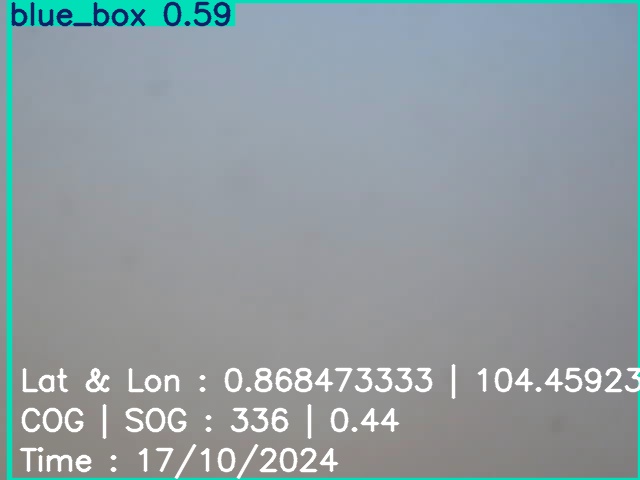 blue_box 0.59
Lat & Lon : 0.868473333 | 104.45923
COG | SOG : 336 | 0.44
Time : 17/10/2024